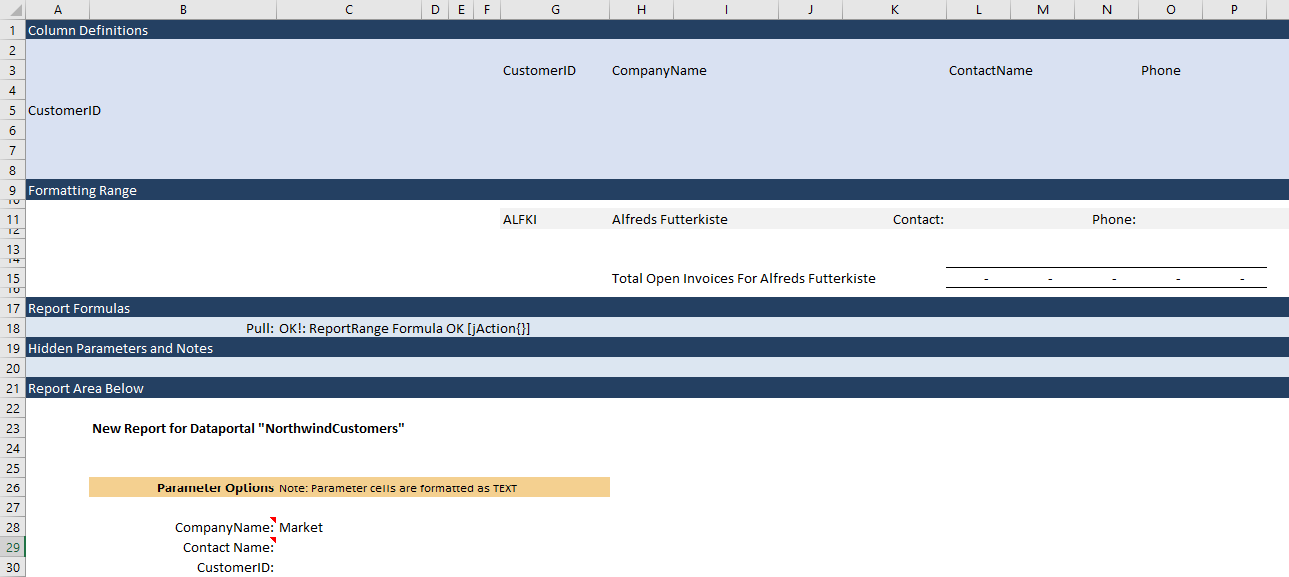 A B C D E F G H I J K L M N O P
1 Column Definitions
2
3 CustomerID CompanyName ContactName Phone
4
5 CustomerID
6
7
8
9 Formatting Range
10
11 ALFKI Alfreds Futterkiste Contact: Phone:
12
13
14
15 Total Open Invoices For Alfreds Futterkiste - - - - -
16
17 Report Formulas
18 Pull: OK!: ReportRange Formula OK [jAction{}]
19 Hidden Parameters and Notes
20
21 Report Area Below
22
23 New Report for Dataportal "NorthwindCustomers"
24
25
26 Parameter Options Note: Parameter cells are formatted as TEXT
27
28 CompanyName: Market
29 Contact Name:
30 CustomerID: